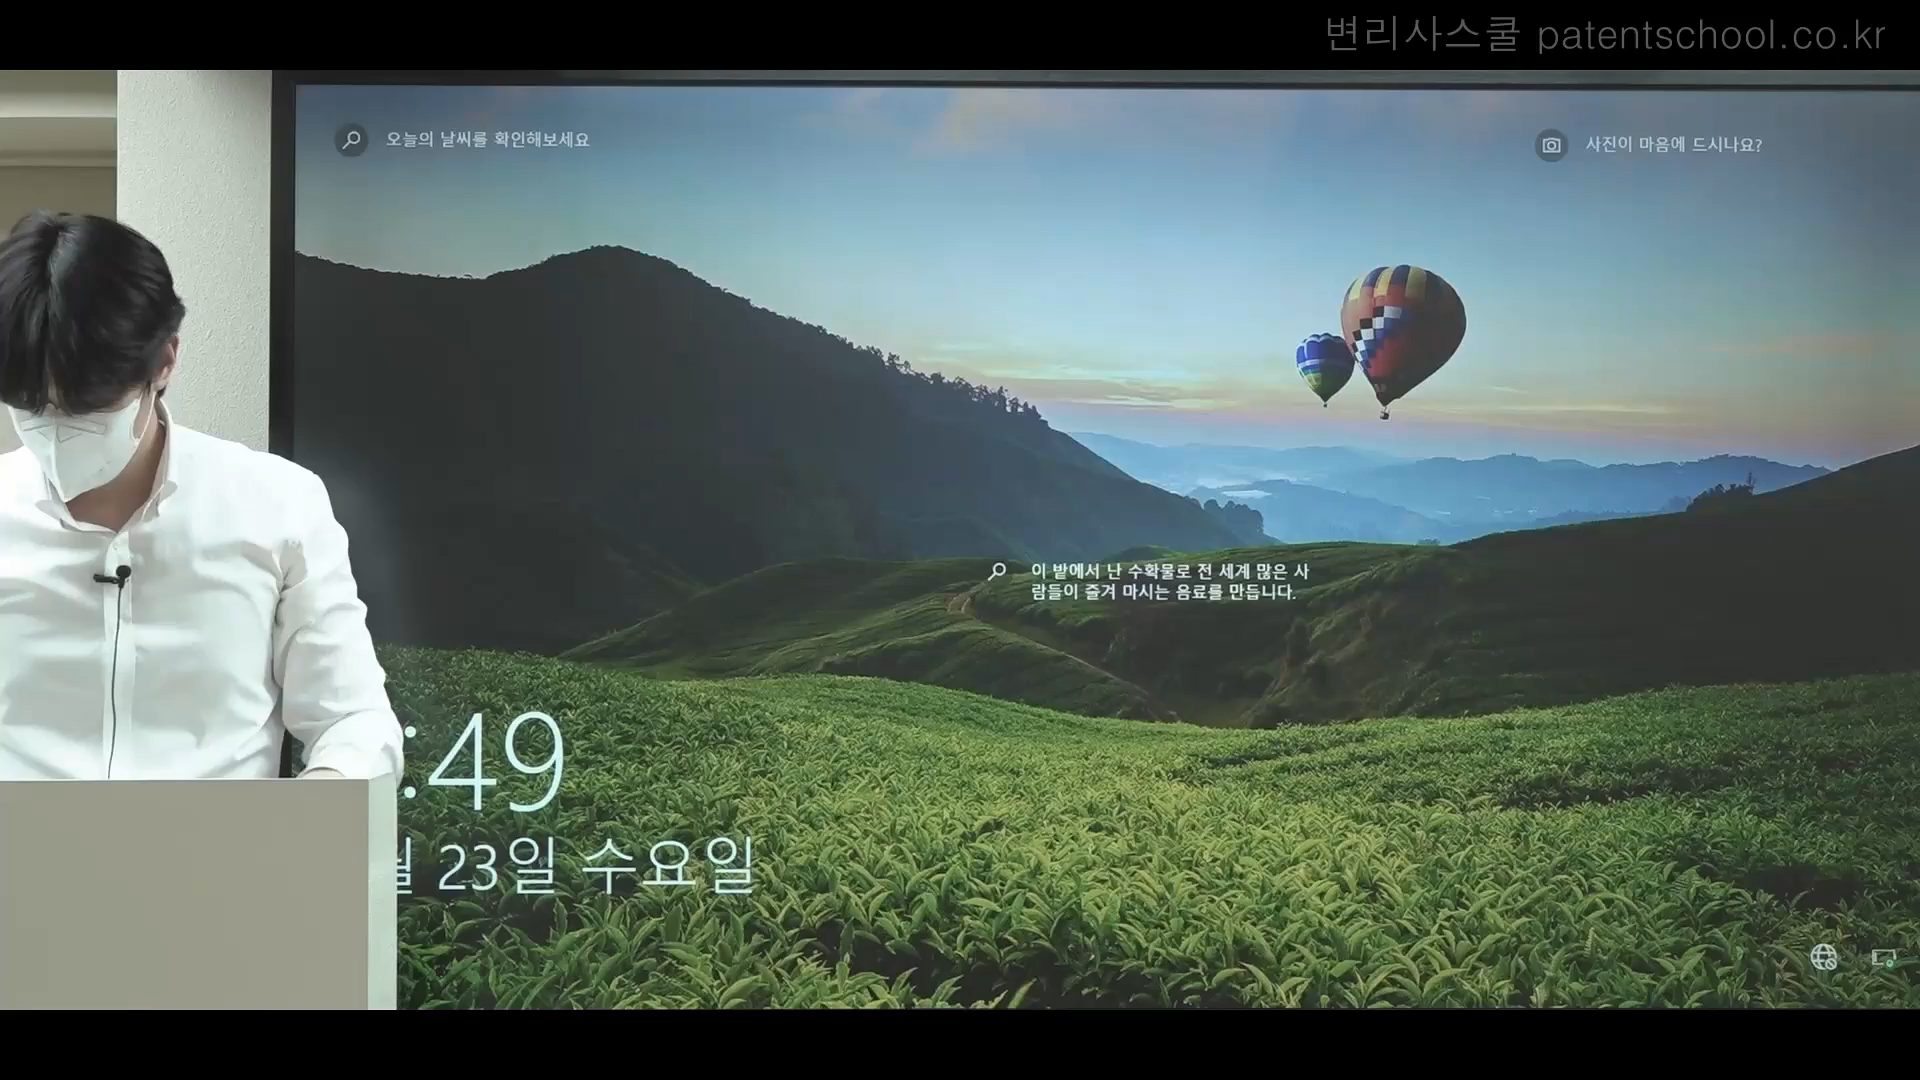 변리사스쿨 patentschool.co.kr
오늘의 날씨를 확인해보세요
사진이 마음에 드시나요?
이 밭에서 난 수확물로 전 세계 많은 사
람들이 즐겨 마시는 음료를 만듭니다.
:49
월 23일 수요일